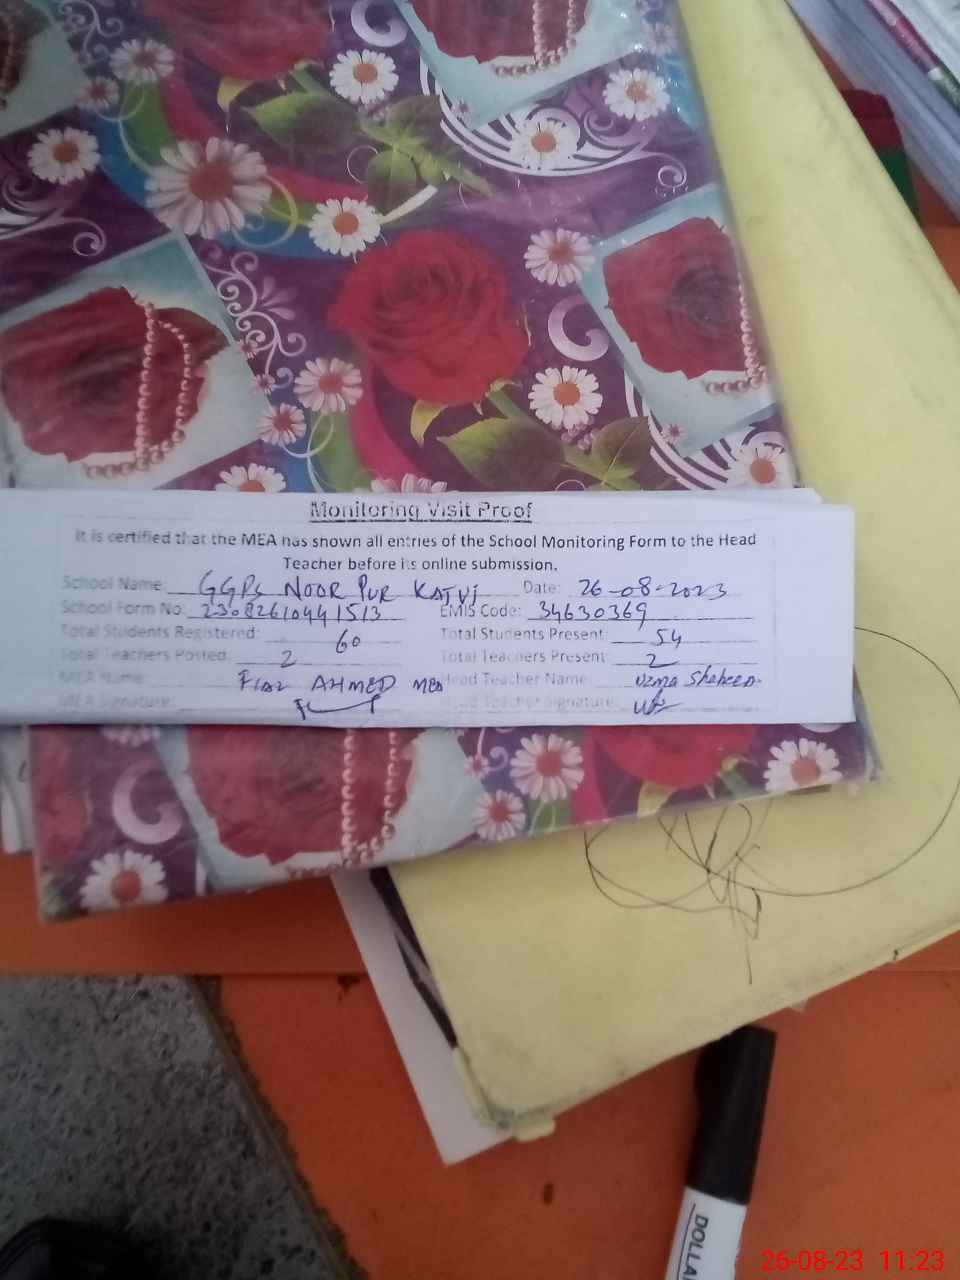 Monitoring Visit Proof
It is certified that the MEA has shown all entries of the School Monitoring Form to the Head
Teacher before its online submission.
School Name: GGPS NOOR PUR KATVI Date: 26-08-2023
School Form No: 230826104941513 EMIS Code: 34630369
Total Students Registered: 60 Total Students Present: 54
Total Teachers Posted: 2 Total Teachers Present: 2
MEA Name: AHMED MEA Head Teacher Name: Uzma Shaheen
MEA Signature: Head Teacher Signature:
DOLLA
26-08-23 11:23